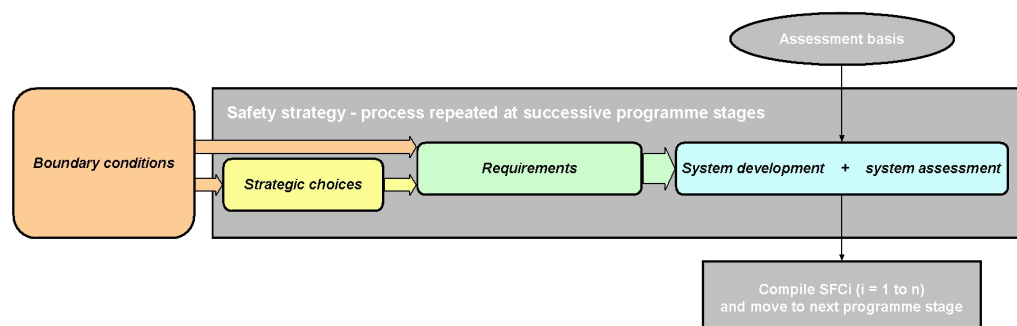 Assessment basis
Safety strategy - process repeated at successive programme stages
Boundary conditions
Strategic choices
Requirements
System development + system assessment
Compile SFCi (i = 1 to n)
and move to next programme stage